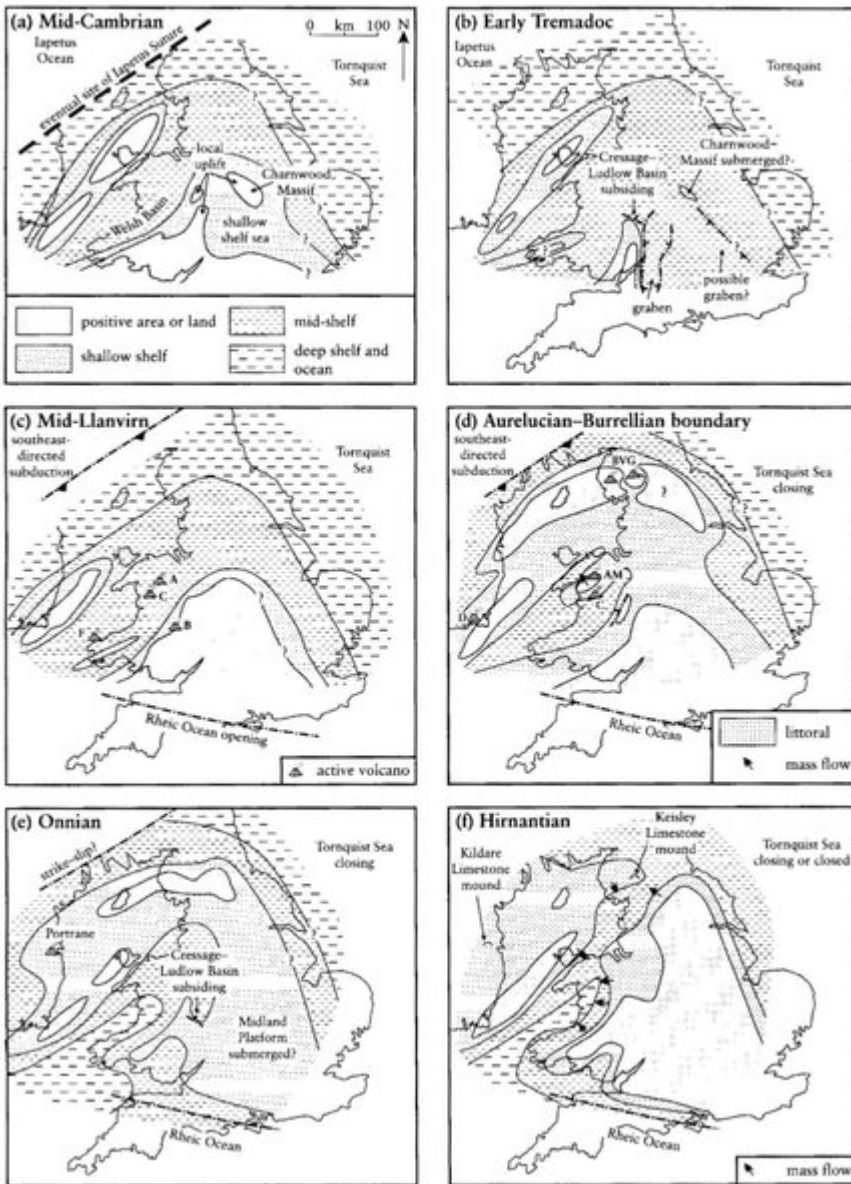 (a) Mid-Cambrian
0 km 100
N
Iapetus
Ocean
eventual site of Iapetus Suture
Tornquist
Sea
?
local
uplift
Charnwood
Massif
Welsh Basin
shallow
shelf sea
?
?
positive area or land
mid-shelf
shallow shelf
deep shelf and
ocean
(b) Early Tremadoc
Iapetus
Ocean
Tornquist
Sea
?
Charnwood–
Massif submerged?
Cressage–
Ludlow Basin
subsiding
?
?
possible
graben?
graben
(c) Mid-Llanvirn
southeast-
directed
subduction
Tornquist
Sea
A
C
?
F
B
Rheic Ocean opening
active volcano
(d) Aurelucian–Burrellian boundary
southeast-
directed
subduction
BVG
?
Tornquist Sea
closing
AM
C
D
Rheic Ocean
littoral
mass flow
(e) Onnian
strike-slip?
Tornquist Sea
closing
Portrane
Cressage–
Ludlow Basin
subsiding
Midland
Platform
submerged?
Rheic Ocean
(f) Hirnantian
Keisley
Limestone
mound
Kildare
Limestone
mound
Tornquist Sea
closing or closed
Rheic Ocean
mass flow